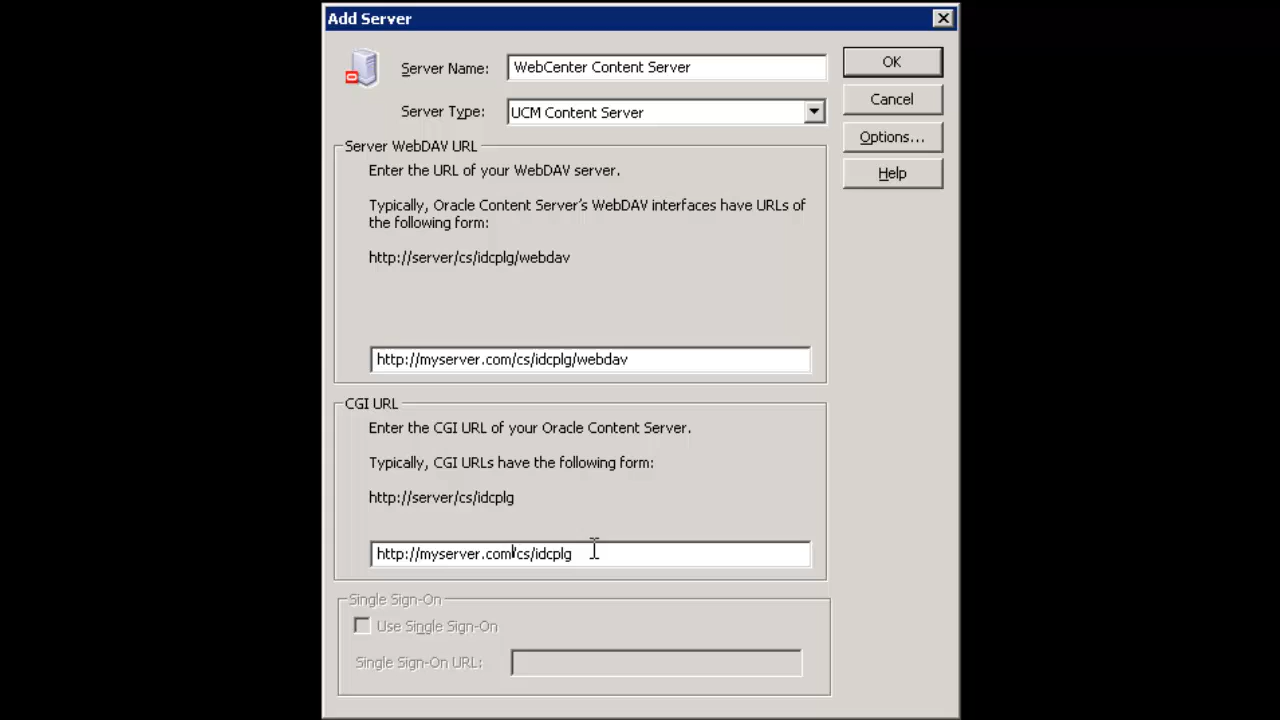 Add Server
Server Name: WebCenter Content Server
OK
Server Type: UCM Content Server
Cancel
Options...
Help
Server WebDAV URL
Enter the URL of your WebDAV server.
Typically, Oracle Content Server's WebDAV interfaces have URLs of
the following form:
http://server/cs/idcplg/webdav
http://myserver.com/cs/idcplg/webdav
CGI URL
Enter the CGI URL of your Oracle Content Server.
Typically, CGI URLs have the following form:
http://server/cs/idcplg
http://myserver.com/cs/idcplg
Single Sign-On
Use Single Sign-On
Single Sign-On URL: